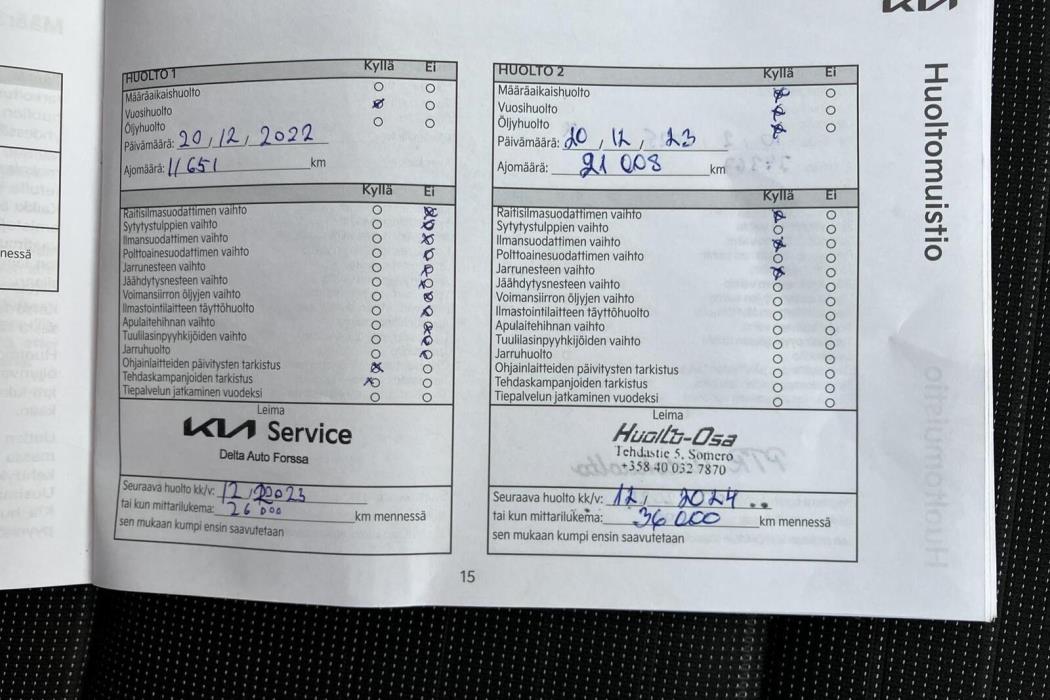 KIA
Huoltomuistio
HUOLTO 1 Kyllä Ei
Määräaikaishuolto
Vuosihuolto
Öljyhuolto
Päivämäärä: 20, 12, 2022
Ajomäärä: 11651 km
Kyllä Ei
Raitisilmasuodattimen vaihto
Sytytystulppien vaihto
Ilmansuodattimen vaihto
Polttoainesuodattimen vaihto
Jarrunesteen vaihto
Jäähdytysnesteen vaihto
Voimansiirron öljyjen vaihto
Ilmastointilaitteen täyttöhuolto
Apulaitehihnan vaihto
Tuulilasinpyyhkijöiden vaihto
Jarruhuolto
Ohjainlaitteiden päivitysten tarkistus
Tehdaskampanjoiden tarkistus
Tiepalvelun jatkaminen vuodeksi
Leima
KIA Service
Delta Auto Forssa
Seuraava huolto kk/v: 12, 2023
tai kun mittarilukema: 26 000 km mennessä
sen mukaan kumpi ensin saavutetaan
HUOLTO 2 Kyllä Ei
Määräaikaishuolto
Vuosihuolto
Öljyhuolto
Päivämäärä: 20, 12, 23
Ajomäärä: 21 008 km
Kyllä Ei
Raitisilmasuodattimen vaihto
Sytytystulppien vaihto
Ilmansuodattimen vaihto
Polttoainesuodattimen vaihto
Jarrunesteen vaihto
Jäähdytysnesteen vaihto
Voimansiirron öljyjen vaihto
Ilmastointilaitteen täyttöhuolto
Apulaitehihnan vaihto
Tuulilasinpyyhkijöiden vaihto
Jarruhuolto
Ohjainlaitteiden päivitysten tarkistus
Tehdaskampanjoiden tarkistus
Tiepalvelun jatkaminen vuodeksi
Leima
Huolto-Osa
Tehdastie 5, Somero
+358 40 032 7870
Seuraava huolto kk/v: 12, 2024
tai kun mittarilukema: 36 000 km mennessä
sen mukaan kumpi ensin saavutetaan
nessä
15